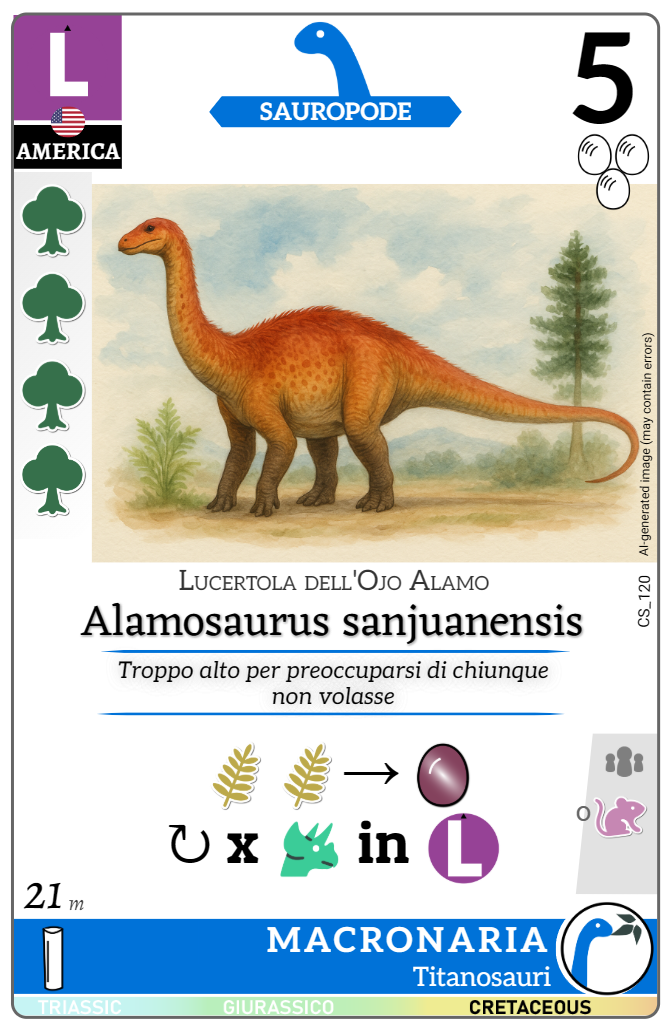 L
AMERICA
SAUROPODE
5
AI-generated image (may contain errors)
CS_120
Lucertola dell'Ojo Alamo
Alamosaurus sanjuanensis
Troppo alto per preoccuparsi di chiunque
non volasse
o
x in L
21 m
MACRONARIA
Titanosauri
TRIASSIC GIURASSICO CRETACEOUS